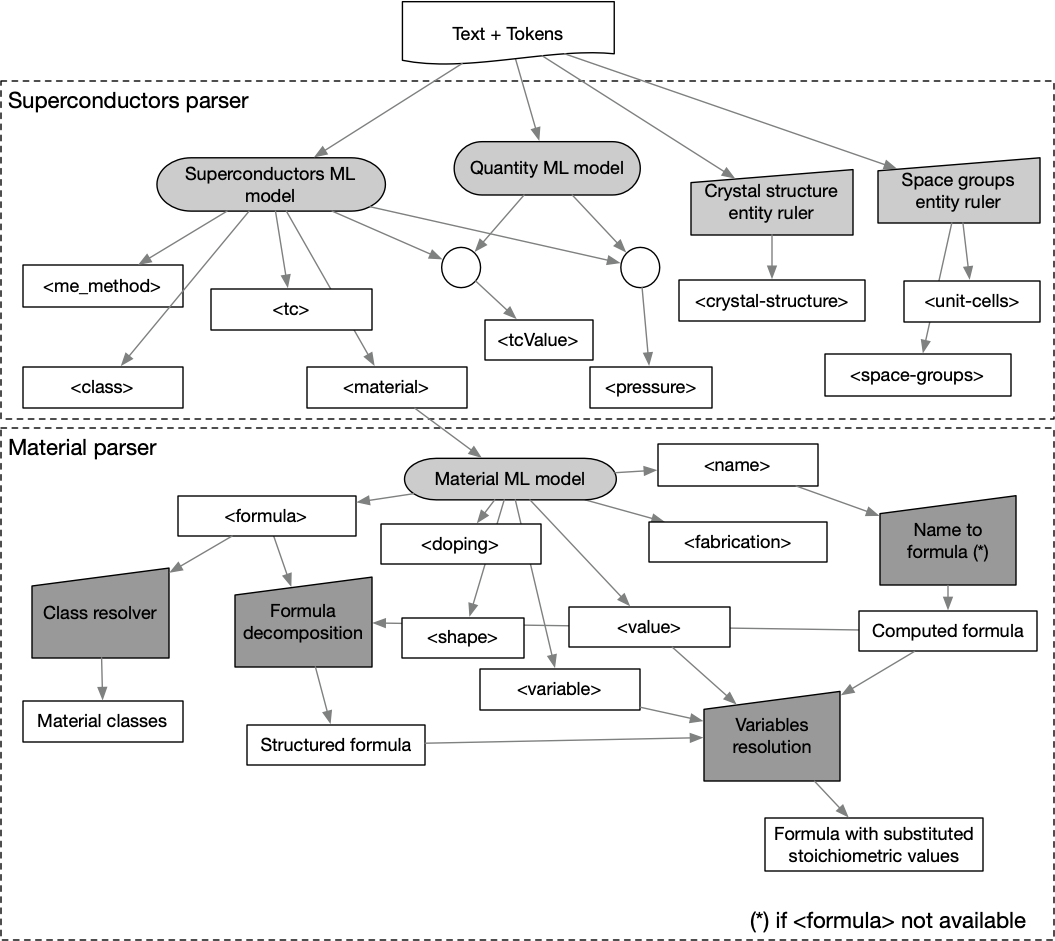 Text + Tokens
Superconductors parser
Superconductors ML
model
Quantity ML model
Crystal structure
entity ruler
Space groups
entity ruler
<me_method>
<tc>
<crystal-structure>
<unit-cells>
<tcValue>
<class>
<material>
<pressure>
<space-groups>
Material parser
Material ML model
<name>
<formula>
<doping>
<fabrication>
Name to
formula (*)
Class resolver
Formula
decomposition
<shape>
<value>
Computed formula
<variable>
Material classes
Structured formula
Variables
resolution
Formula with substituted
stoichiometric values
(*) if <formula> not available